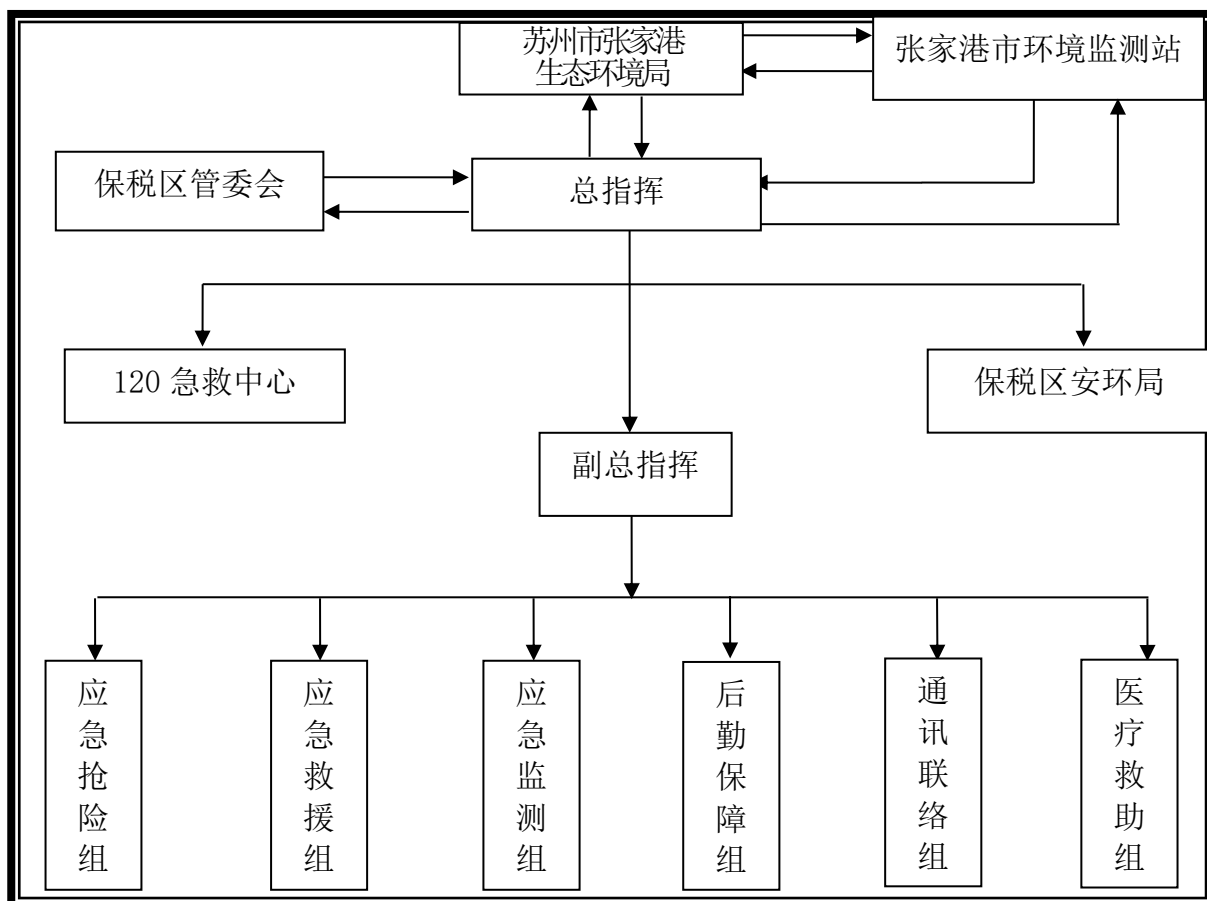 苏州市张家港
生态环境局
张家港市环境监测站
保税区管委会
总指挥
120 急救中心
保税区安环局
副总指挥
应急抢险组
应急救援组
应急监测组
后勤保障组
通讯联络组
医疗救助组